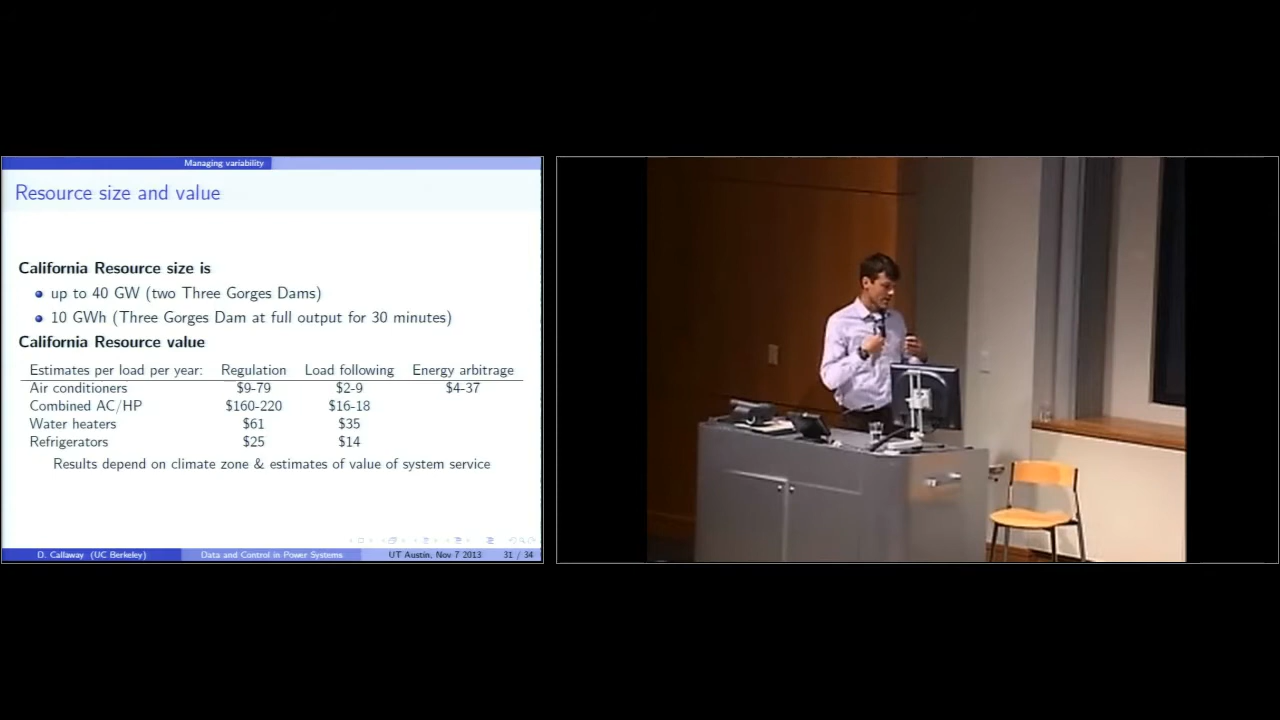 Managing variability
Resource size and value
California Resource size is
up to 40 GW (two Three Gorges Dams)
10 GWh (Three Gorges Dam at full output for 30 minutes)
California Resource value
Estimates per load per year: Regulation Load following Energy arbitrage
Air conditioners $9-79 $2-9 $4-37
Combined AC/HP $160-220 $16-18
Water heaters $61 $35
Refrigerators $25 $14
Results depend on climate zone & estimates of value of system service
D. Callaway (UC Berkeley) Data and Control in Power Systems UT Austin, Nov 7 2013 31 / 34